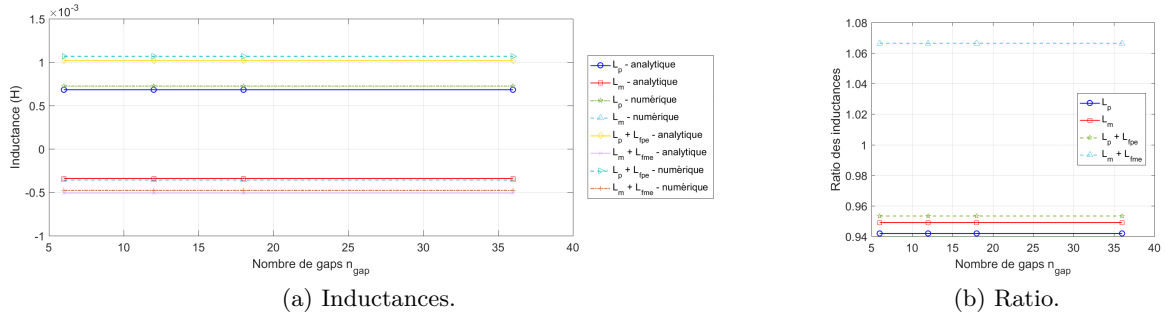 ×10⁻³
1.5
1
0.5
0
-0.5
-1
5 10 15 20 25 30 35 40
Inductance (H)
Nombre de gaps n_gap
L_p - analytique
L_m - analytique
L_p - numérique
L_m - numérique
L_p + L_fpe - analytique
L_m + L_fme - analytique
L_p + L_fpe - numérique
L_m + L_fme - numérique
(a) Inductances.
1.08
1.06
1.04
1.02
1
0.98
0.96
0.94
5 10 15 20 25 30 35 40
Ratio des inductances
Nombre de gaps n_gap
L_p
L_m
L_p + L_fpe
L_m + L_fme
(b) Ratio.